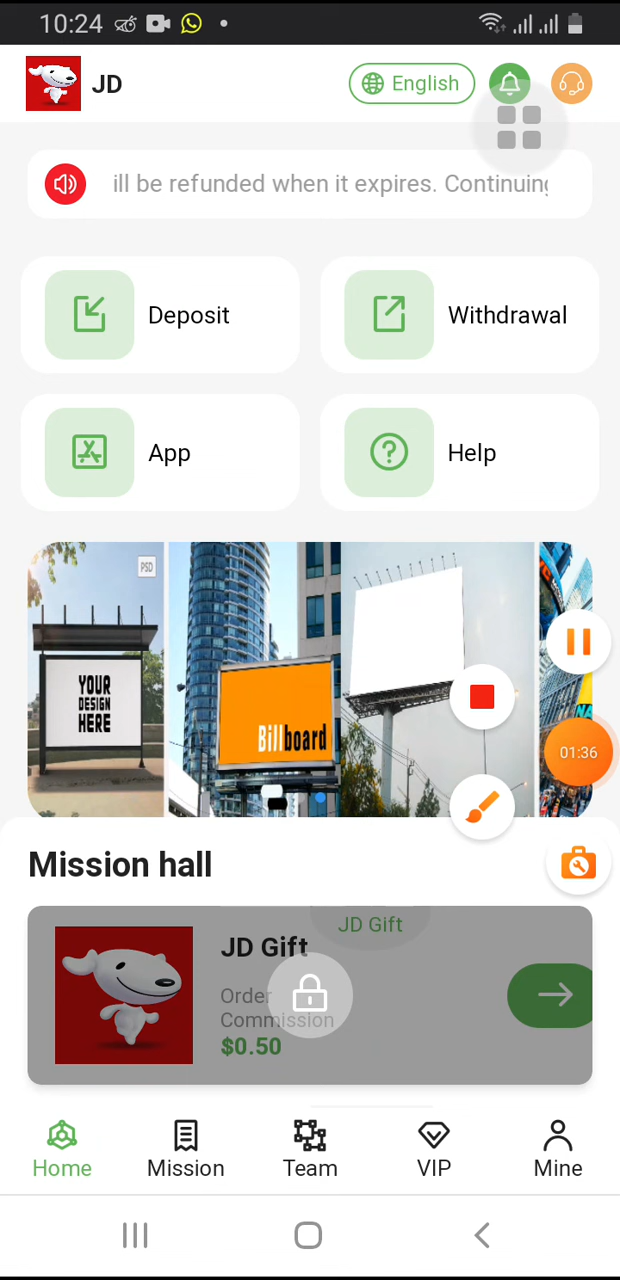 10:24
JD
English
ill be refunded when it expires. Continuing
Deposit
Withdrawal
App
Help
PSD
YOUR
DESIGN
HERE
Billboard
01:36
Mission hall
JD Gift
JD Gift
Order
Commission
$0.50
Home
Mission
Team
VIP
Mine